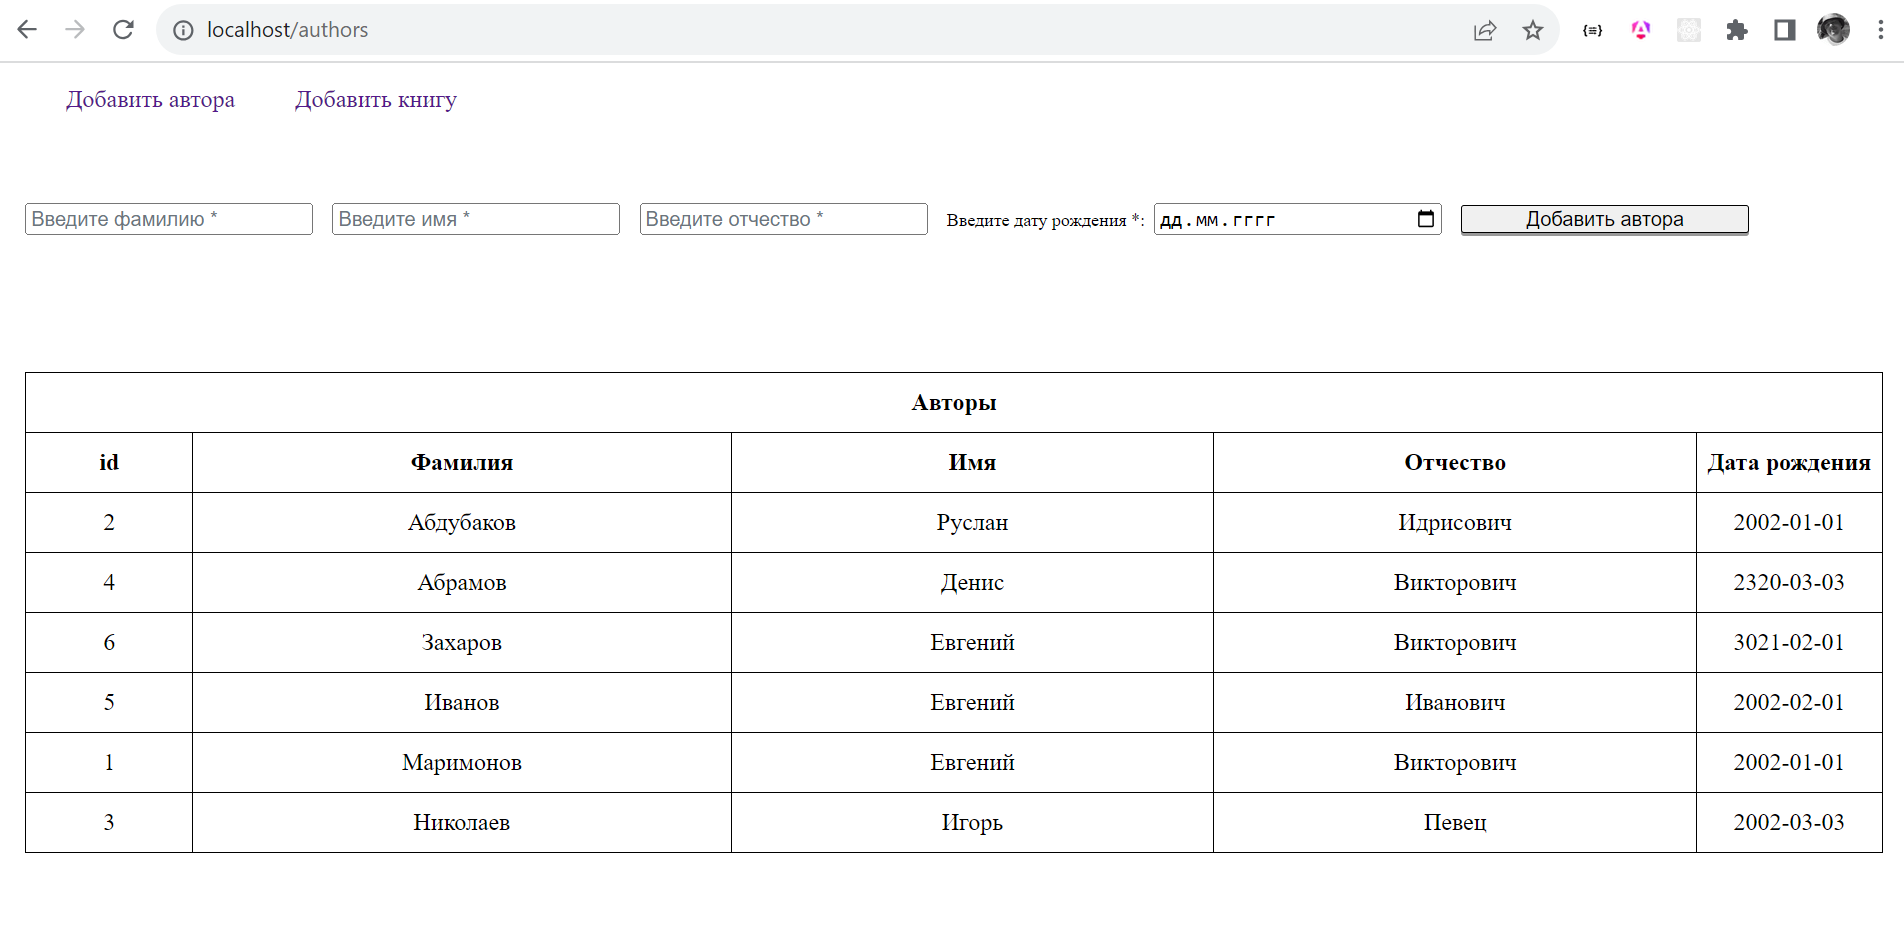 localhost/authors
Добавить автора Добавить книгу
Введите фамилию * Введите имя * Введите отчество * Введите дату рождения *: дд.мм.гггг Добавить автора
Авторы
id Фамилия Имя Отчество Дата рождения
2 Абдубаков Руслан Идрисович 2002-01-01
4 Абрамов Денис Викторович 2320-03-03
6 Захаров Евгений Викторович 3021-02-01
5 Иванов Евгений Иванович 2002-02-01
1 Маримонов Евгений Викторович 2002-01-01
3 Николаев Игорь Певец 2002-03-03